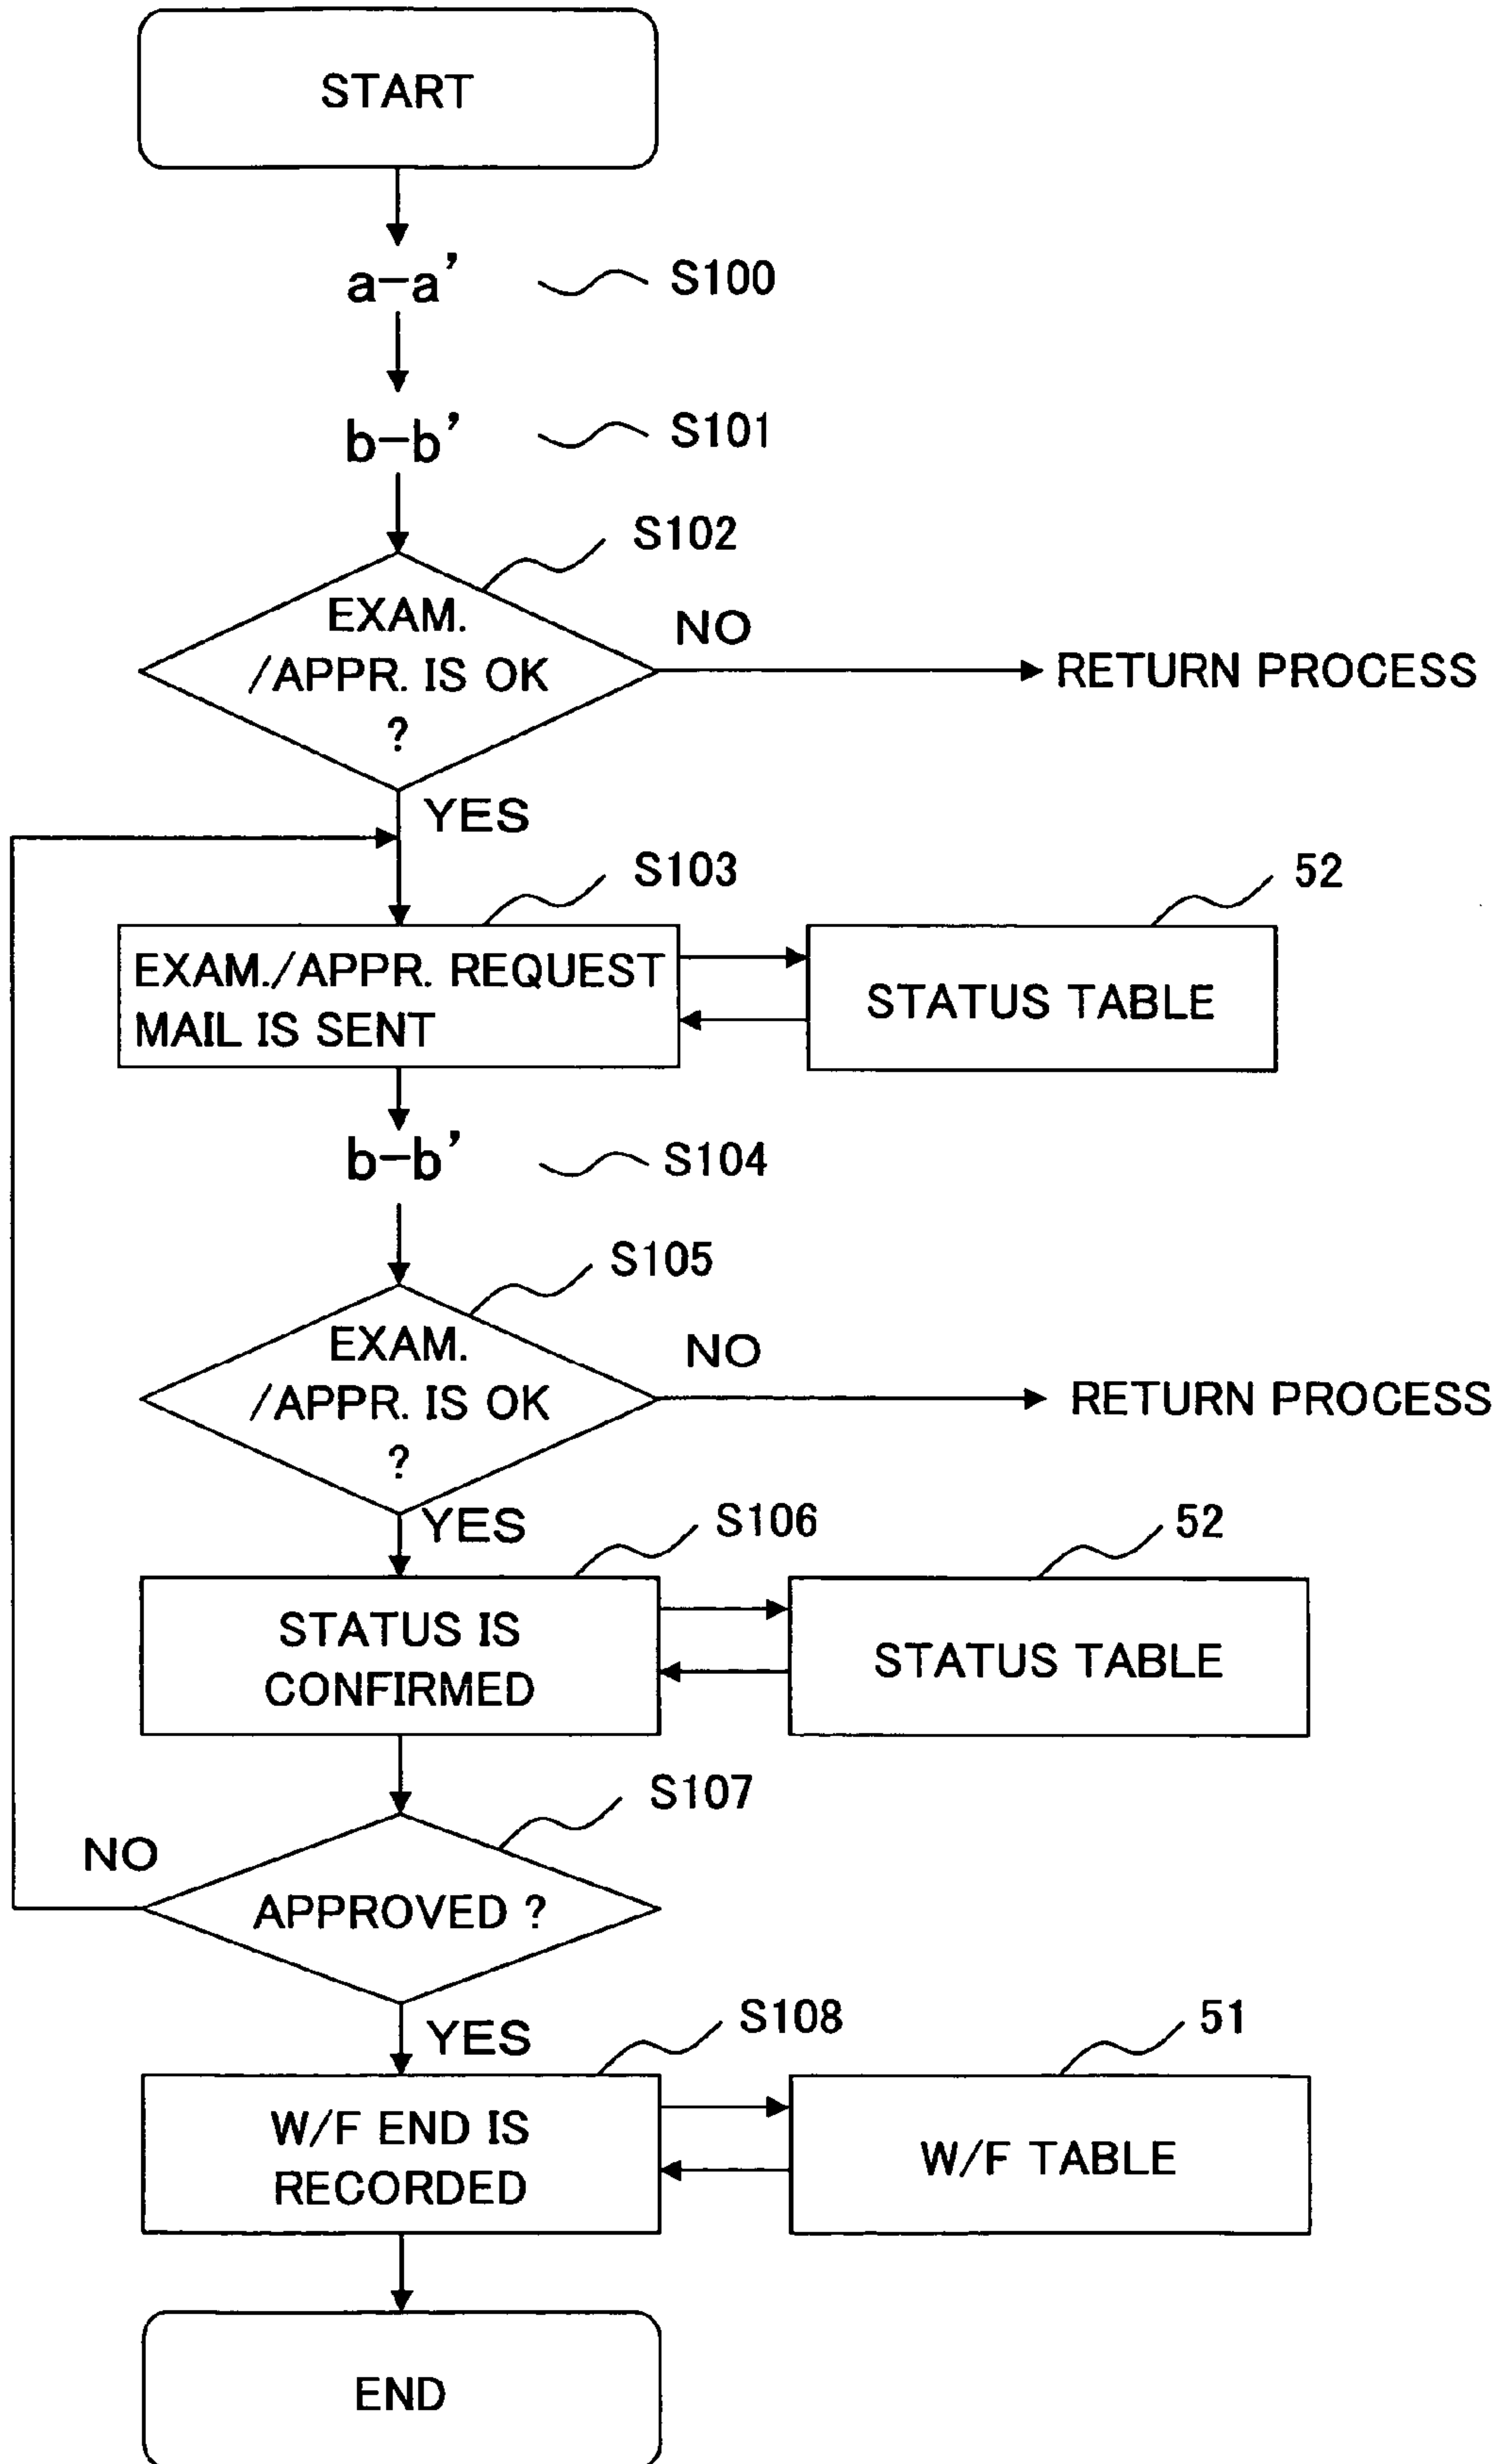 START
a-a'
S100
b-b'
S101
S102
EXAM.
/APPR. IS OK
?
NO
RETURN PROCESS
YES
S103
52
EXAM./APPR. REQUEST
MAIL IS SENT
STATUS TABLE
b-b'
S104
S105
EXAM.
/APPR. IS OK
?
NO
RETURN PROCESS
YES
S106
52
STATUS IS
CONFIRMED
STATUS TABLE
S107
NO
APPROVED ?
YES
S108
51
W/F END IS
RECORDED
W/F TABLE
END